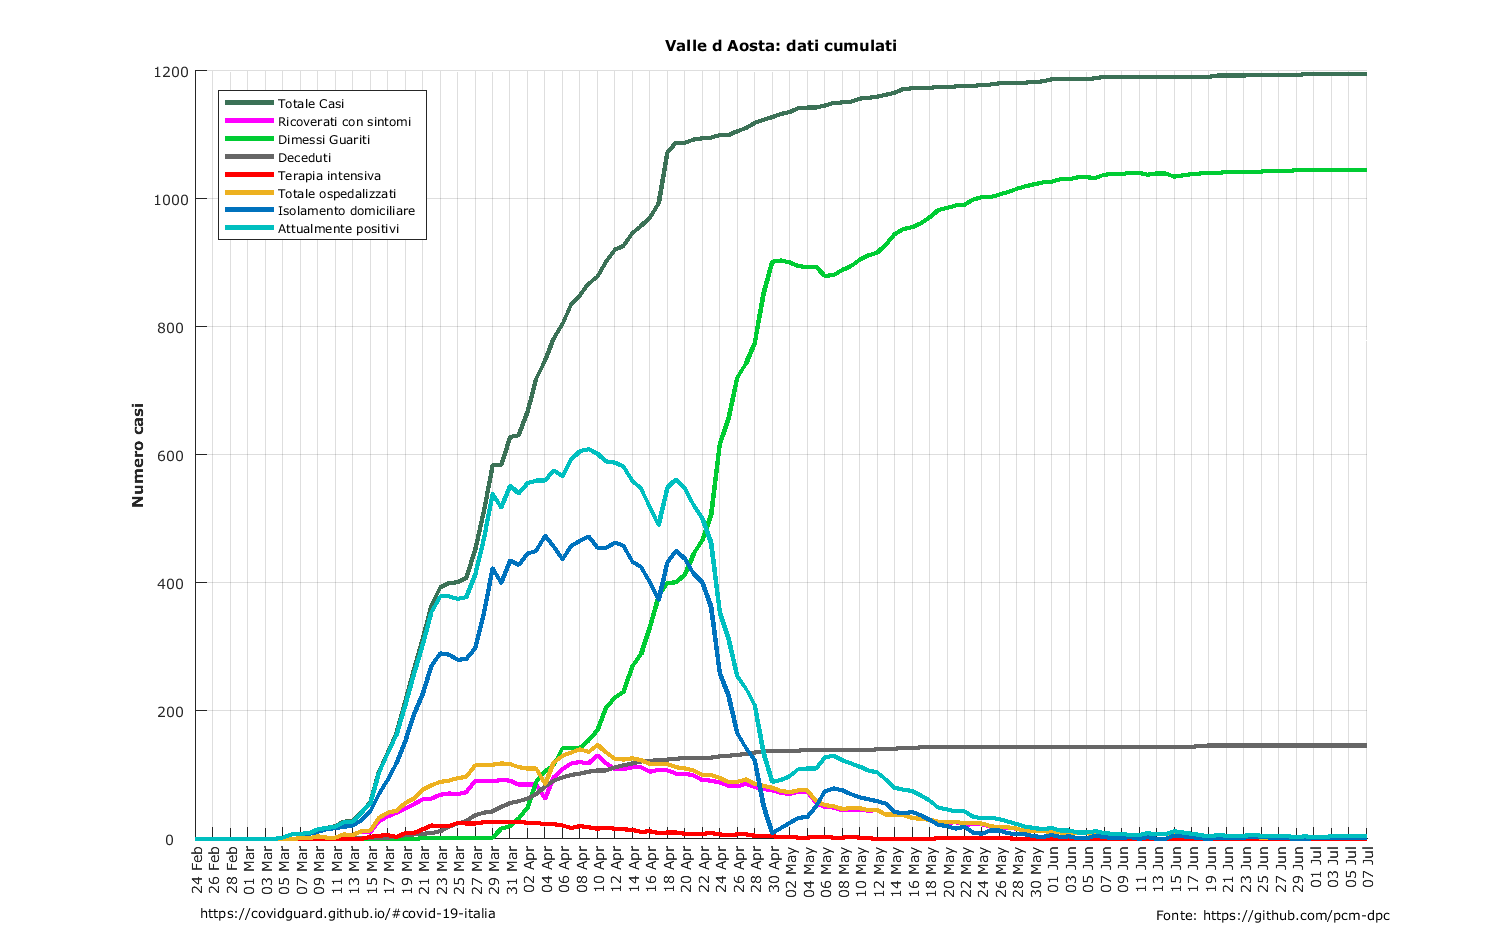 Valle d Aosta: dati cumulati
Numero casi
1200
1000
800
600
400
200
0
Totale Casi
Ricoverati con sintomi
Dimessi Guariti
Deceduti
Terapia intensiva
Totale ospedalizzati
Isolamento domiciliare
Attualmente positivi
24 Feb
26 Feb
28 Feb
01 Mar
03 Mar
05 Mar
07 Mar
09 Mar
11 Mar
13 Mar
15 Mar
17 Mar
19 Mar
21 Mar
23 Mar
25 Mar
27 Mar
29 Mar
31 Mar
02 Apr
04 Apr
06 Apr
08 Apr
10 Apr
12 Apr
14 Apr
16 Apr
18 Apr
20 Apr
22 Apr
24 Apr
26 Apr
28 Apr
30 Apr
02 May
04 May
06 May
08 May
10 May
12 May
14 May
16 May
18 May
20 May
22 May
24 May
26 May
28 May
30 May
01 Jun
03 Jun
05 Jun
07 Jun
09 Jun
11 Jun
13 Jun
15 Jun
17 Jun
19 Jun
21 Jun
23 Jun
25 Jun
27 Jun
29 Jun
01 Jul
03 Jul
05 Jul
07 Jul
https://covidguard.github.io/#covid-19-italia
Fonte: https://github.com/pcm-dpc